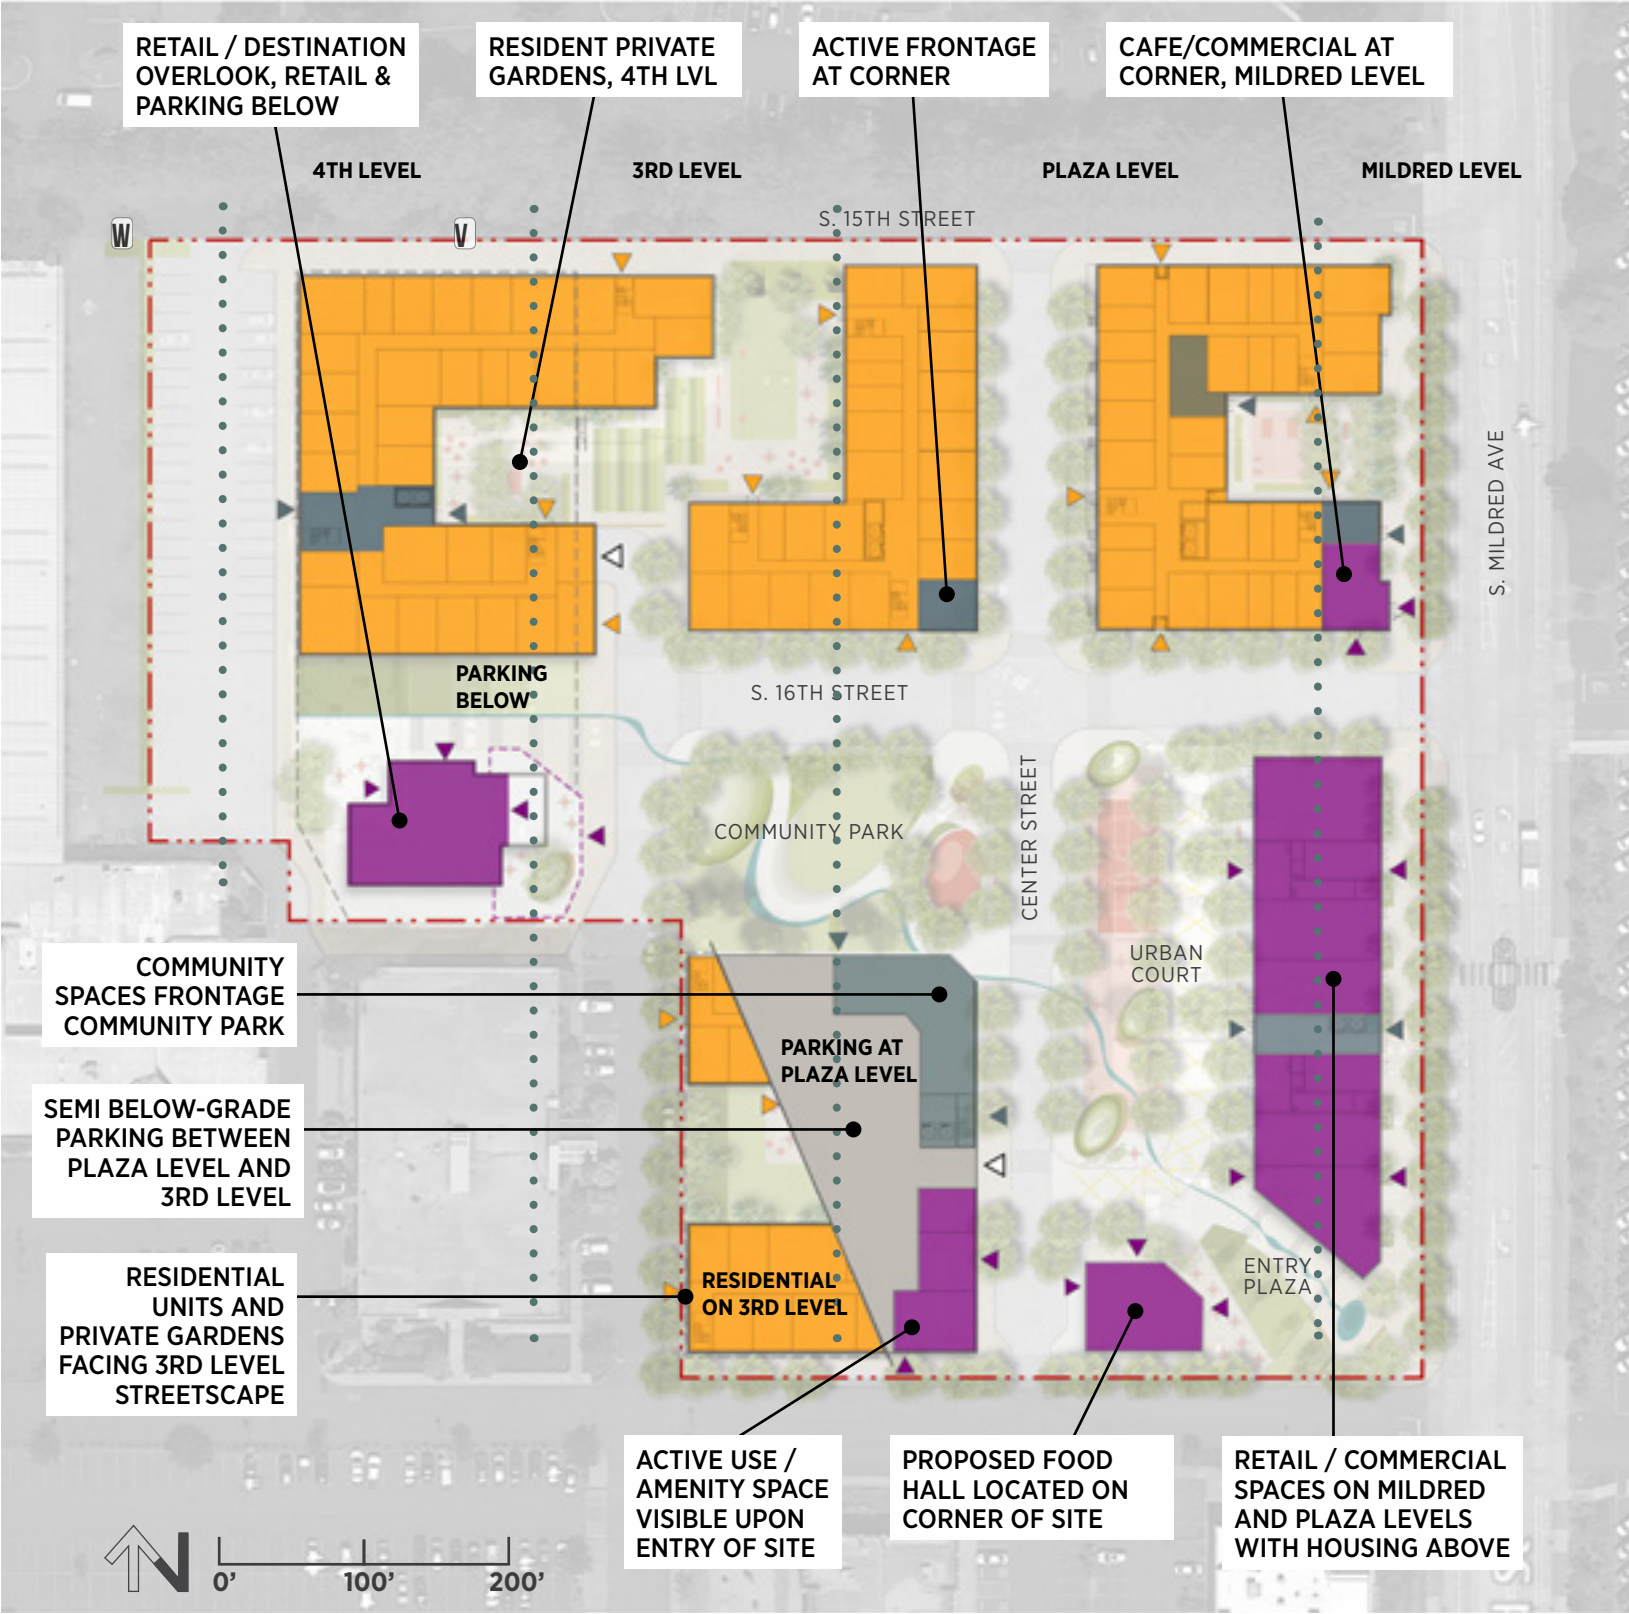 RETAIL / DESTINATION
OVERLOOK, RETAIL &
PARKING BELOW
RESIDENT PRIVATE
GARDENS, 4TH LVL
ACTIVE FRONTAGE
AT CORNER
CAFE/COMMERCIAL AT
CORNER, MILDRED LEVEL
4TH LEVEL
3RD LEVEL
PLAZA LEVEL
MILDRED LEVEL
W
V
S. 15TH STREET
S. MILDRED AVE
PARKING
BELOW
S. 16TH STREET
COMMUNITY PARK
CENTER STREET
URBAN
COURT
COMMUNITY
SPACES FRONTAGE
COMMUNITY PARK
PARKING AT
PLAZA LEVEL
SEMI BELOW-GRADE
PARKING BETWEEN
PLAZA LEVEL AND
3RD LEVEL
RESIDENTIAL
UNITS AND
PRIVATE GARDENS
FACING 3RD LEVEL
STREETSCAPE
RESIDENTIAL
ON 3RD LEVEL
ENTRY
PLAZA
ACTIVE USE /
AMENITY SPACE
VISIBLE UPON
ENTRY OF SITE
PROPOSED FOOD
HALL LOCATED ON
CORNER OF SITE
RETAIL / COMMERCIAL
SPACES ON MILDRED
AND PLAZA LEVELS
WITH HOUSING ABOVE
N
0' 100' 200'